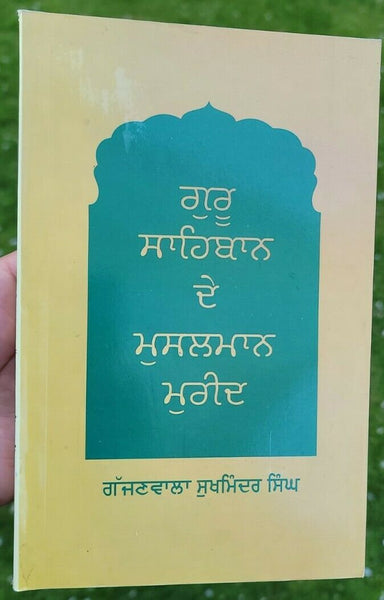 ਗੁਰੂ
ਸਾਹਿਬਾਨ
ਦੇ
ਮੁਸਲਮਾਨ
ਮੁਰੀਦ
ਗੱਜਣਵਾਲਾ ਸੁਖਮਿੰਦਰ ਸਿੰਘ